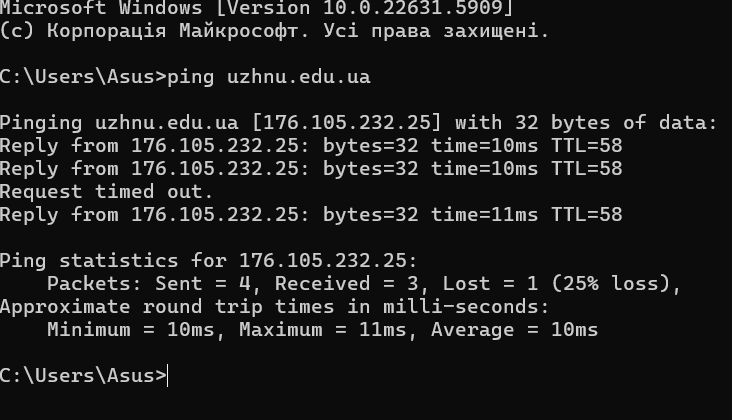 Microsoft Windows [Version 10.0.22631.5909]
(c) Корпорація Майкрософт. Усі права захищені.
C:\Users\Asus>ping uzhnu.edu.ua
Pinging uzhnu.edu.ua [176.105.232.25] with 32 bytes of data:
Reply from 176.105.232.25: bytes=32 time=10ms TTL=58
Reply from 176.105.232.25: bytes=32 time=10ms TTL=58
Request timed out.
Reply from 176.105.232.25: bytes=32 time=11ms TTL=58
Ping statistics for 176.105.232.25:
    Packets: Sent = 4, Received = 3, Lost = 1 (25% loss),
Approximate round trip times in milli-seconds:
    Minimum = 10ms, Maximum = 11ms, Average = 10ms
C:\Users\Asus>